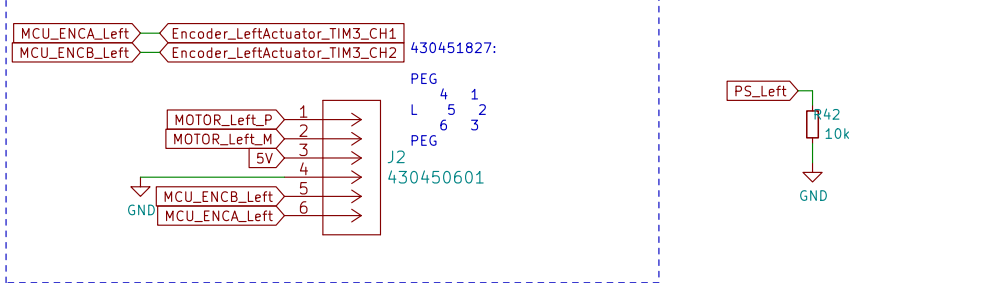 MCU_ENCA_Left Encoder_LeftActuator_TIM3_CH1
MCU_ENCB_Left Encoder_LeftActuator_TIM3_CH2
430451827:
PEG
4 1
L 5 2
6 3
PEG
MOTOR_Left_P 1
MOTOR_Left_M 2
5V 3
4
GND
MCU_ENCB_Left 5
MCU_ENCA_Left 6
J2
430450601
PS_Left
R42
10k
GND